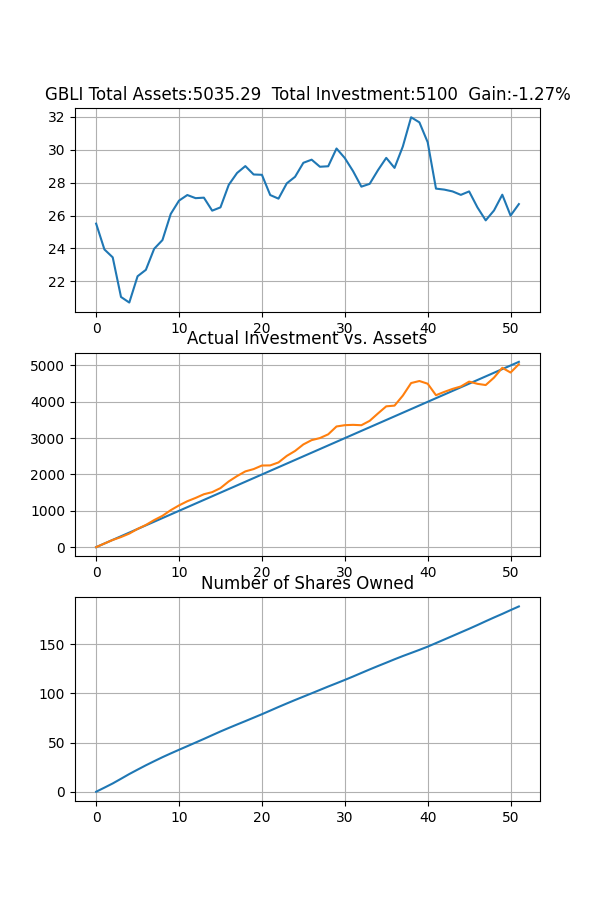 GBLI Total Assets:5035.29  Total Investment:5100  Gain:-1.27%
32
30
28
26
24
22
0 10 20 30 40 50
Actual Investment vs. Assets
5000
4000
3000
2000
1000
0
0 10 20 30 40 50
Number of Shares Owned
150
100
50
0
0 10 20 30 40 50